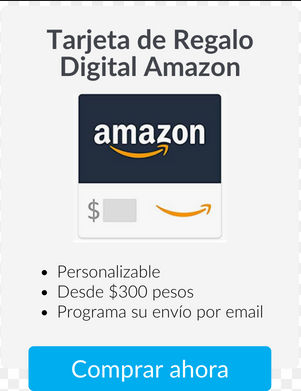 Tarjeta de Regalo
Digital Amazon
amazon
$
Personalizable
Desde $300 pesos
Programa su envío por email
Comprar ahora